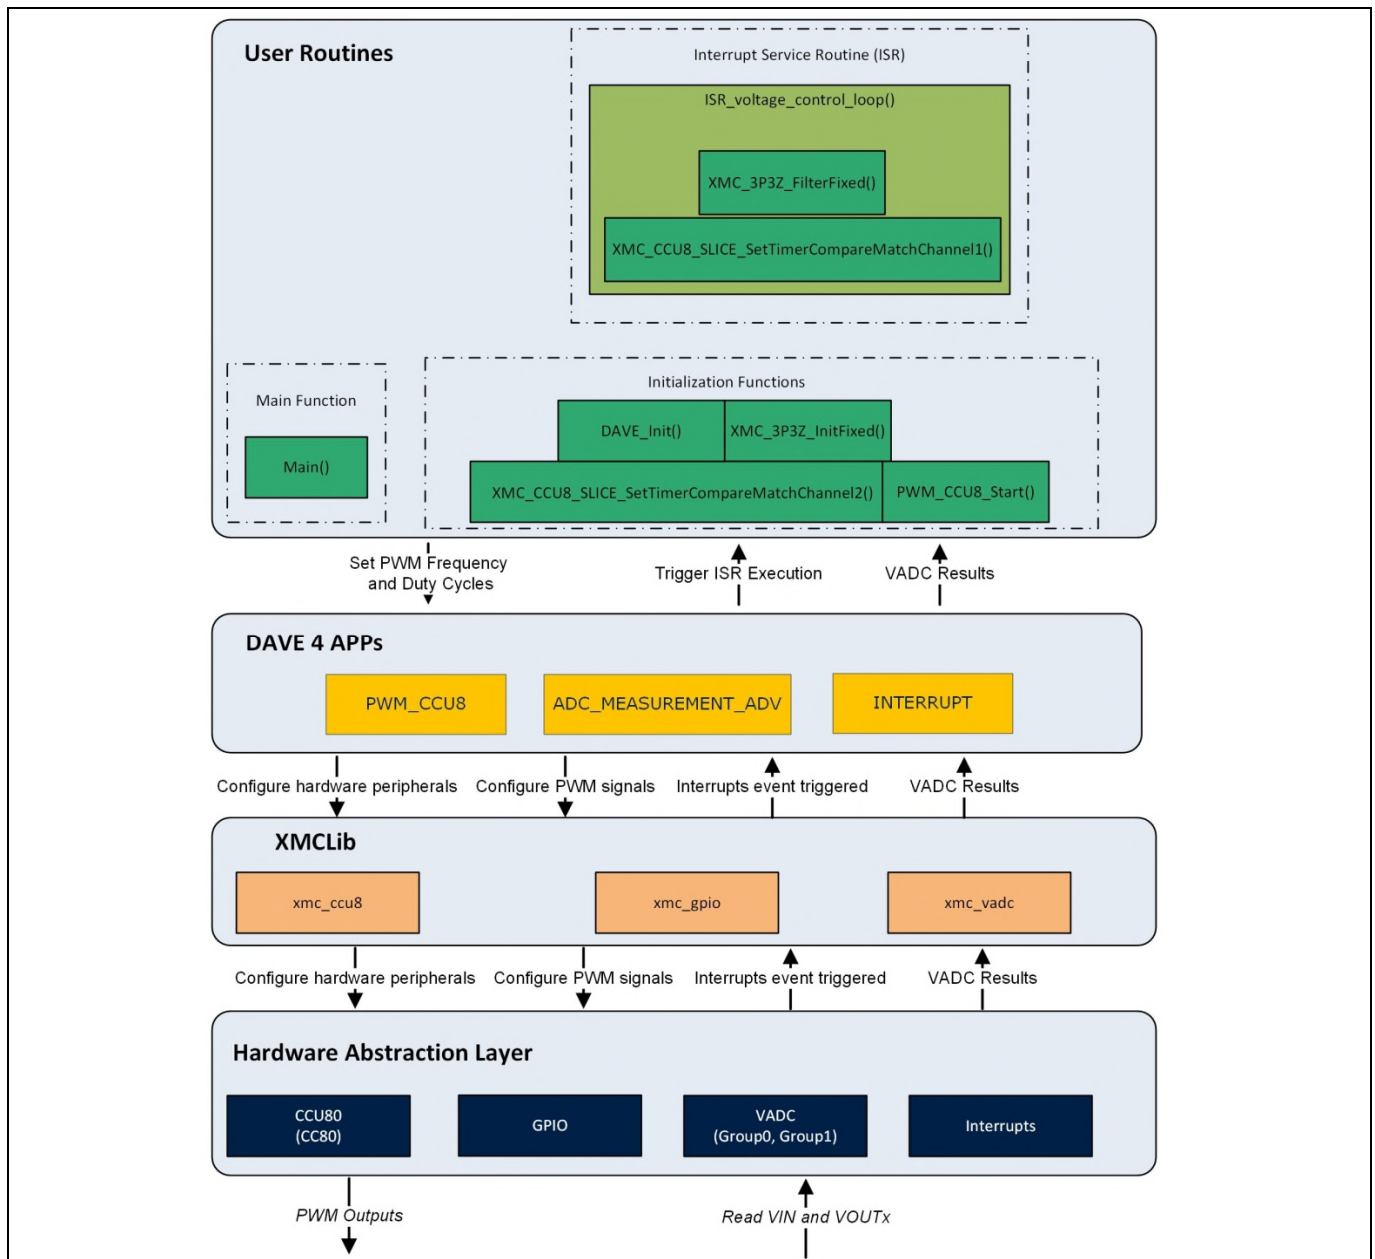 User Routines
Interrupt Service Routine (ISR)
ISR_voltage_control_loop()
XMC_3P3Z_FilterFixed()
XMC_CCU8_SLICE_SetTimerCompareMatchChannel1()
Main Function
Main()
Initialization Functions
DAVE_Init()
XMC_3P3Z_InitFixed()
XMC_CCU8_SLICE_SetTimerCompareMatchChannel2()
PWM_CCU8_Start()
Set PWM Frequency
and Duty Cycles
Trigger ISR Execution
VADC Results
DAVE 4 APPs
PWM_CCU8
ADC_MEASUREMENT_ADV
INTERRUPT
Configure hardware peripherals
Configure PWM signals
Interrupts event triggered
VADC Results
XMCLib
xmc_ccu8
xmc_gpio
xmc_vadc
Configure hardware peripherals
Configure PWM signals
Interrupts event triggered
VADC Results
Hardware Abstraction Layer
CCU80
(CC80)
GPIO
VADC
(Group0, Group1)
Interrupts
PWM Outputs
Read VIN and VOUTx